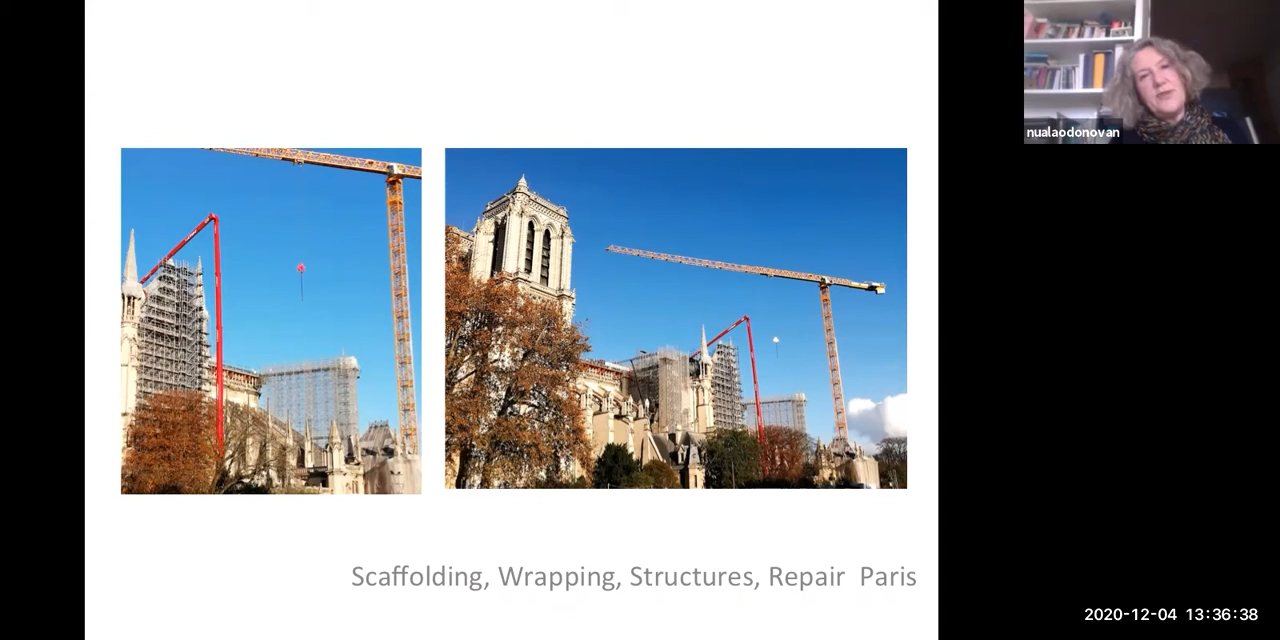 nualaodonovan
Scaffolding, Wrapping, Structures, Repair  Paris
2020-12-04 13:36:38